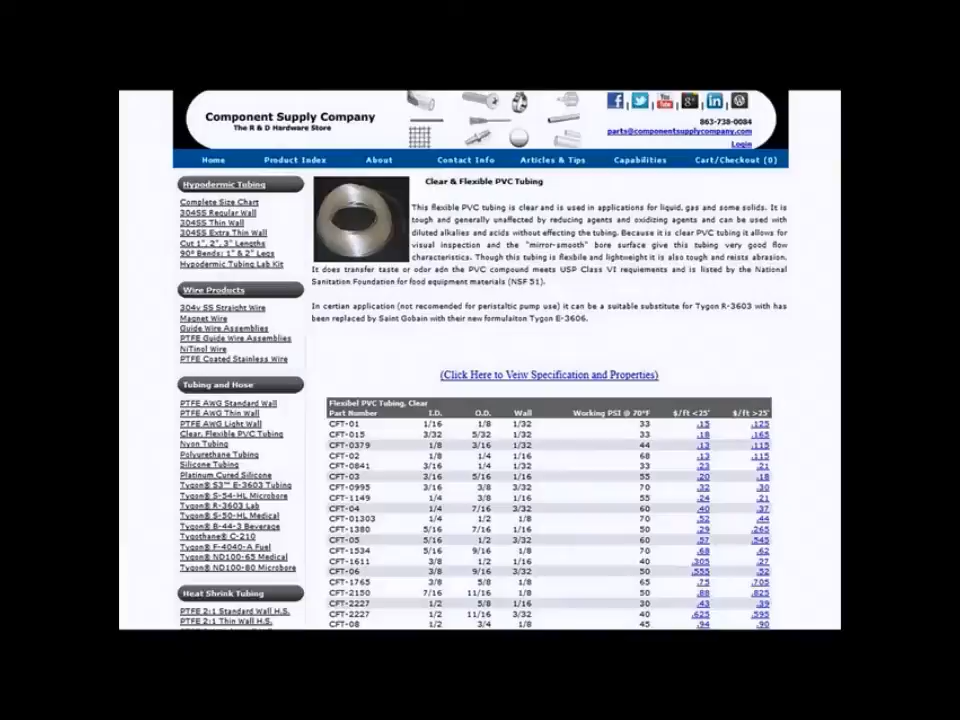 Component Supply Company
The R & D Hardware Store
863-738-0084
parts@componentsupplycompany.com
Login
Home Product Index About Contact Info Articles & Tips Capabilities Cart/Checkout (0)
Hypodermic Tubing
Complete Size Chart
304SS Regular Wall
304SS Thin Wall
304SS Extra Thin Wall
Cut 1", 2", 3" Lengths
90º Bends: 1" & 2" Legs
Hypodermic Tubing Lab Kit
Wire Products
304v SS Straight Wire
Magnet Wire
Guide Wire Assemblies
PTFE Guide Wire Assemblies
NiTinol Wire
PTFE Coated Stainless Wire
Tubing and Hose
PTFE AWG Standard Wall
PTFE AWG Thin Wall
PTFE AWG Light Wall
Clear, Flexible PVC Tubing
Nyon Tubing
Polyurethane Tubing
Silicone Tubing
Platinum Cured Silicone
Tygon® S3™ E-3603 Tubing
Tygon® S-54-HL Microbore
Tygon® R-3603 Lab
Tygon® S-50-HL Medical
Tygon® B-44-3 Beverage
Tygothane® C-210
Tygon® F-4040-A Fuel
Tygon® ND100-65 Medical
Tygon® ND100-80 Microbore
Heat Shrink Tubing
PTFE 2:1 Standard Wall H.S.
PTFE 2:1 Thin Wall H.S.
Clear & Flexible PVC Tubing
This flexible PVC tubing is clear and is used in applications for liquid, gas and some solids. It is
tough and generally unaffected by reducing agents and oxidizing agents and can be used with
diluted alkalies and acids without effecting the tubing. Because it is clear PVC tubing it allows for
visual inspection and the "mirror-smooth" bore surface give this tubing very good flow
characteristics. Though this tubing is flexbile and lightweight it is also tough and reists abrasion.
It does transfer taste or odor adn the PVC compound meets USP Class VI requiements and is listed by the National
Sanitation Foundation for food equipment materials (NSF 51).
In certian application (not recomended for peristaltic pump use) it can be a suitable substitute for Tygon R-3603 with has
been replaced by Saint Gobain with their new formulaiton Tygon E-3606.
(Click Here to Veiw Specification and Properties)
Flexibel PVC Tubing, Clear
Part Number I.D. O.D. Wall Working PSI @ 70°F $/ft <25' $/ft >25'
CFT-01 1/16 1/8 1/32 33 .15 .125
CFT-015 3/32 5/32 1/32 33 .18 .165
CFT-0379 1/8 3/16 1/32 44 .13 .115
CFT-02 1/8 1/4 1/16 68 .13 .115
CFT-0841 3/16 1/4 1/32 33 .23 .21
CFT-03 3/16 5/16 1/16 55 .20 .18
CFT-0995 3/16 3/8 3/32 70 .32 .30
CFT-1149 1/4 3/8 1/16 55 .24 .21
CFT-04 1/4 7/16 3/32 60 .40 .37
CFT-01303 1/4 1/2 1/8 70 .52 .44
CFT-1380 5/16 7/16 1/16 50 .29 .265
CFT-05 5/16 1/2 3/32 60 .57 .545
CFT-1534 5/16 9/16 1/8 70 .68 .62
CFT-1611 3/8 1/2 1/16 40 .305 .27
CFT-06 3/8 9/16 3/32 50 .555 .52
CFT-1765 3/8 5/8 1/8 65 .75 .705
CFT-2150 7/16 11/16 1/8 50 .88 .825
CFT-2227 1/2 5/8 1/16 30 .43 .39
CFT-2227 1/2 11/16 3/32 40 .625 .595
CFT-08 1/2 3/4 1/8 45 .94 .90